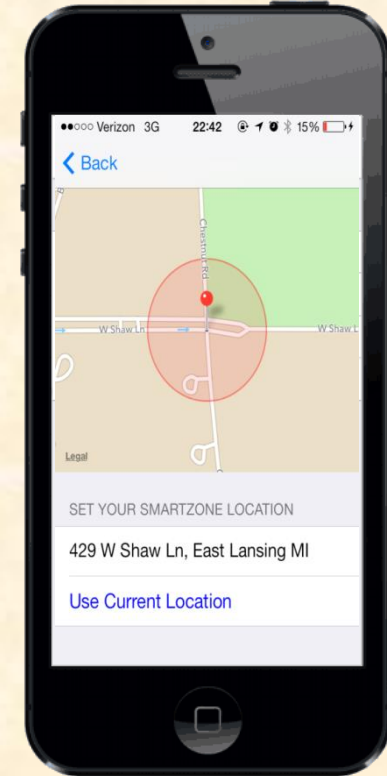 Verizon 3G 22:42 15%
Back
Chestnut Rd
W Shaw Ln
W Shaw L
Legal
SET YOUR SMARTZONE LOCATION
429 W Shaw Ln, East Lansing MI
Use Current Location